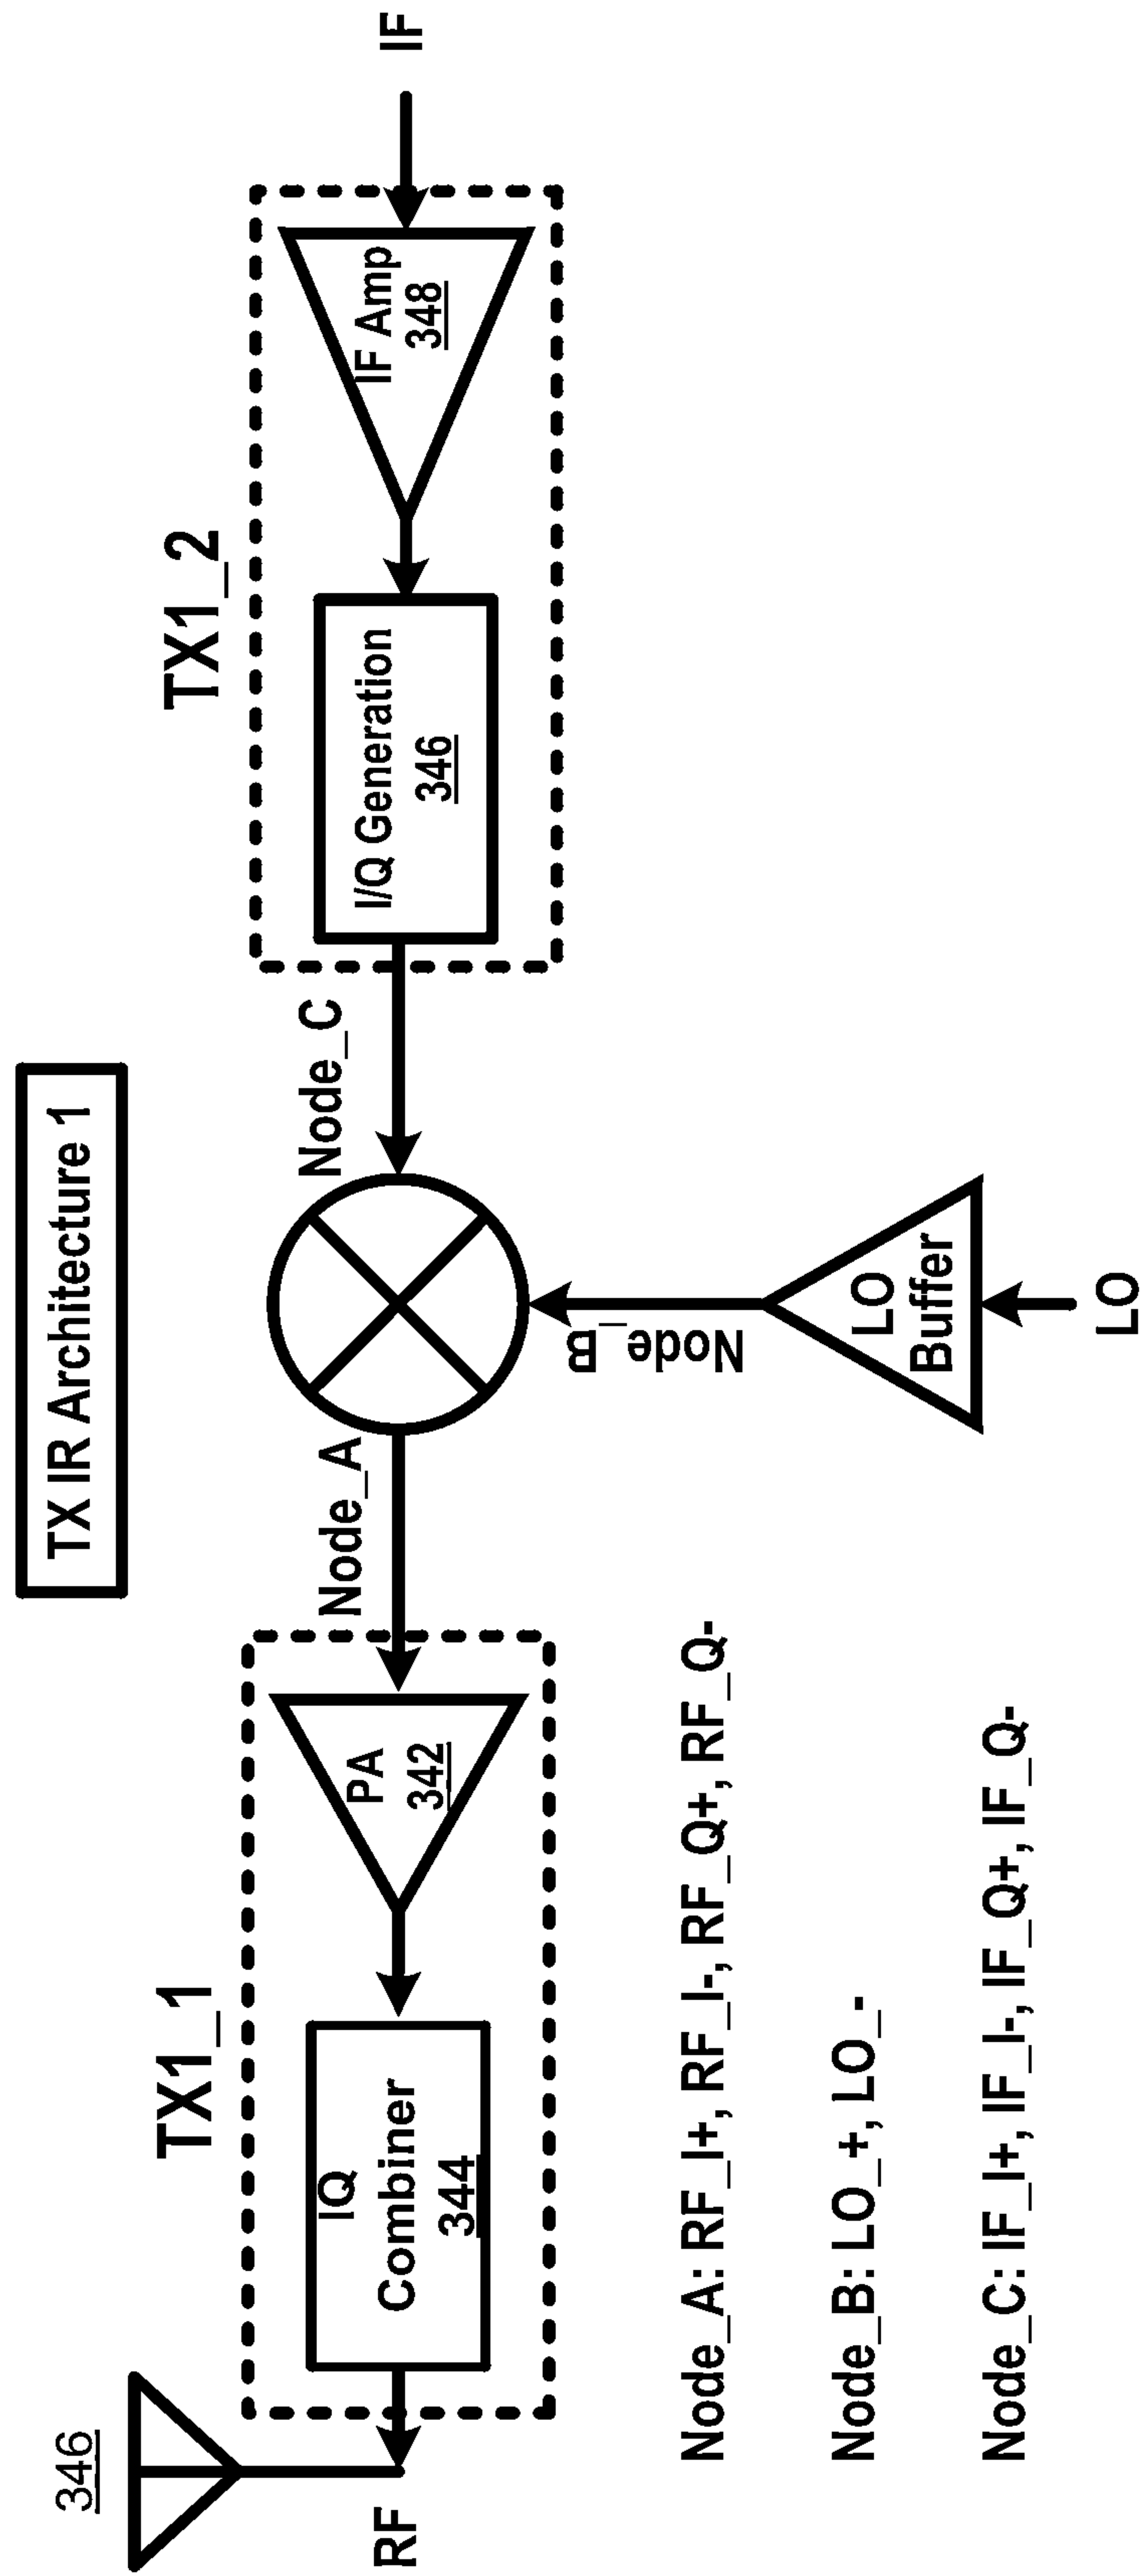 TX IR Architecture 1
TX1_1
TX1_2
346
RF
IQ
Combiner
344
PA
342
Node_A
Node_B
Node_C
I/Q Generation
346
IF Amp
348
IF
LO
Buffer
LO
Node_A: RF_I+, RF_I-, RF_Q+, RF_Q-
Node_B: LO_+, LO_-
Node_C: IF_I+, IF_I-, IF_Q+, IF_Q-